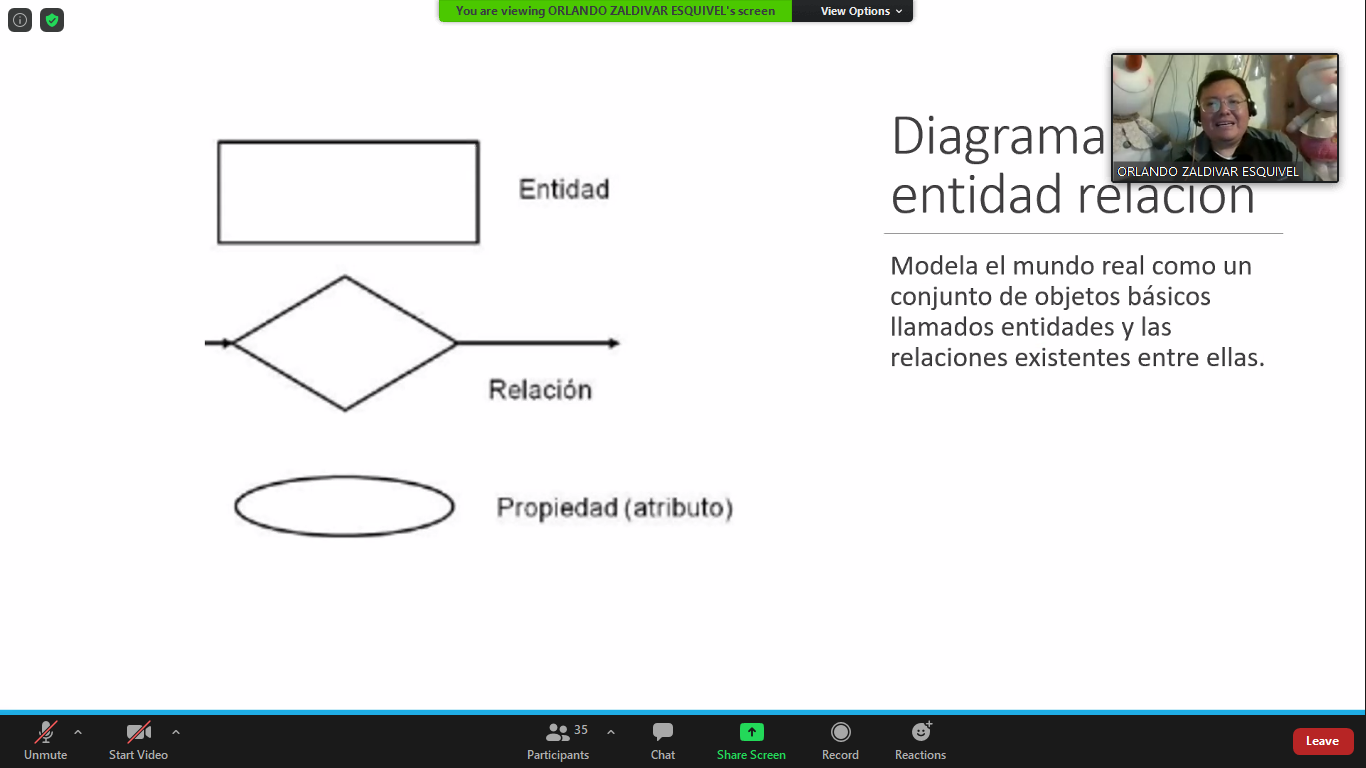 You are viewing ORLANDO ZALDIVAR ESQUIVEL's screen
View Options
Entidad
Relación
Propiedad (atributo)
Diagrama
entidad relación
Modela el mundo real como un
conjunto de objetos básicos
llamados entidades y las
relaciones existentes entre ellas.
ORLANDO ZALDIVAR ESQUIVEL
Unmute
Start Video
Participants
35
Chat
Share Screen
Record
Reactions
Leave